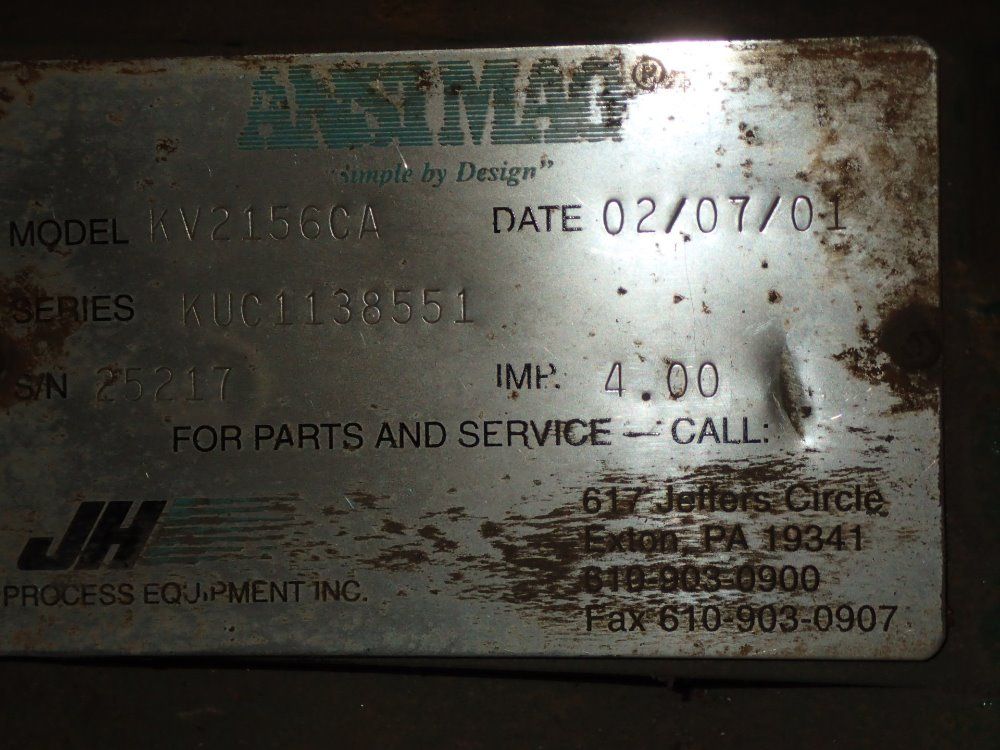 ANSIMAG®
"Simple by Design"
MODEL KV2156CA DATE 02/07/01
SERIES KUC1138551
S/N 25217 IMP. 4.00
FOR PARTS AND SERVICE — CALL:
JH
PROCESS EQUIPMENT INC.
617 Jeffers Circle
Exton, PA 19341
610-903-0900
Fax 610-903-0907